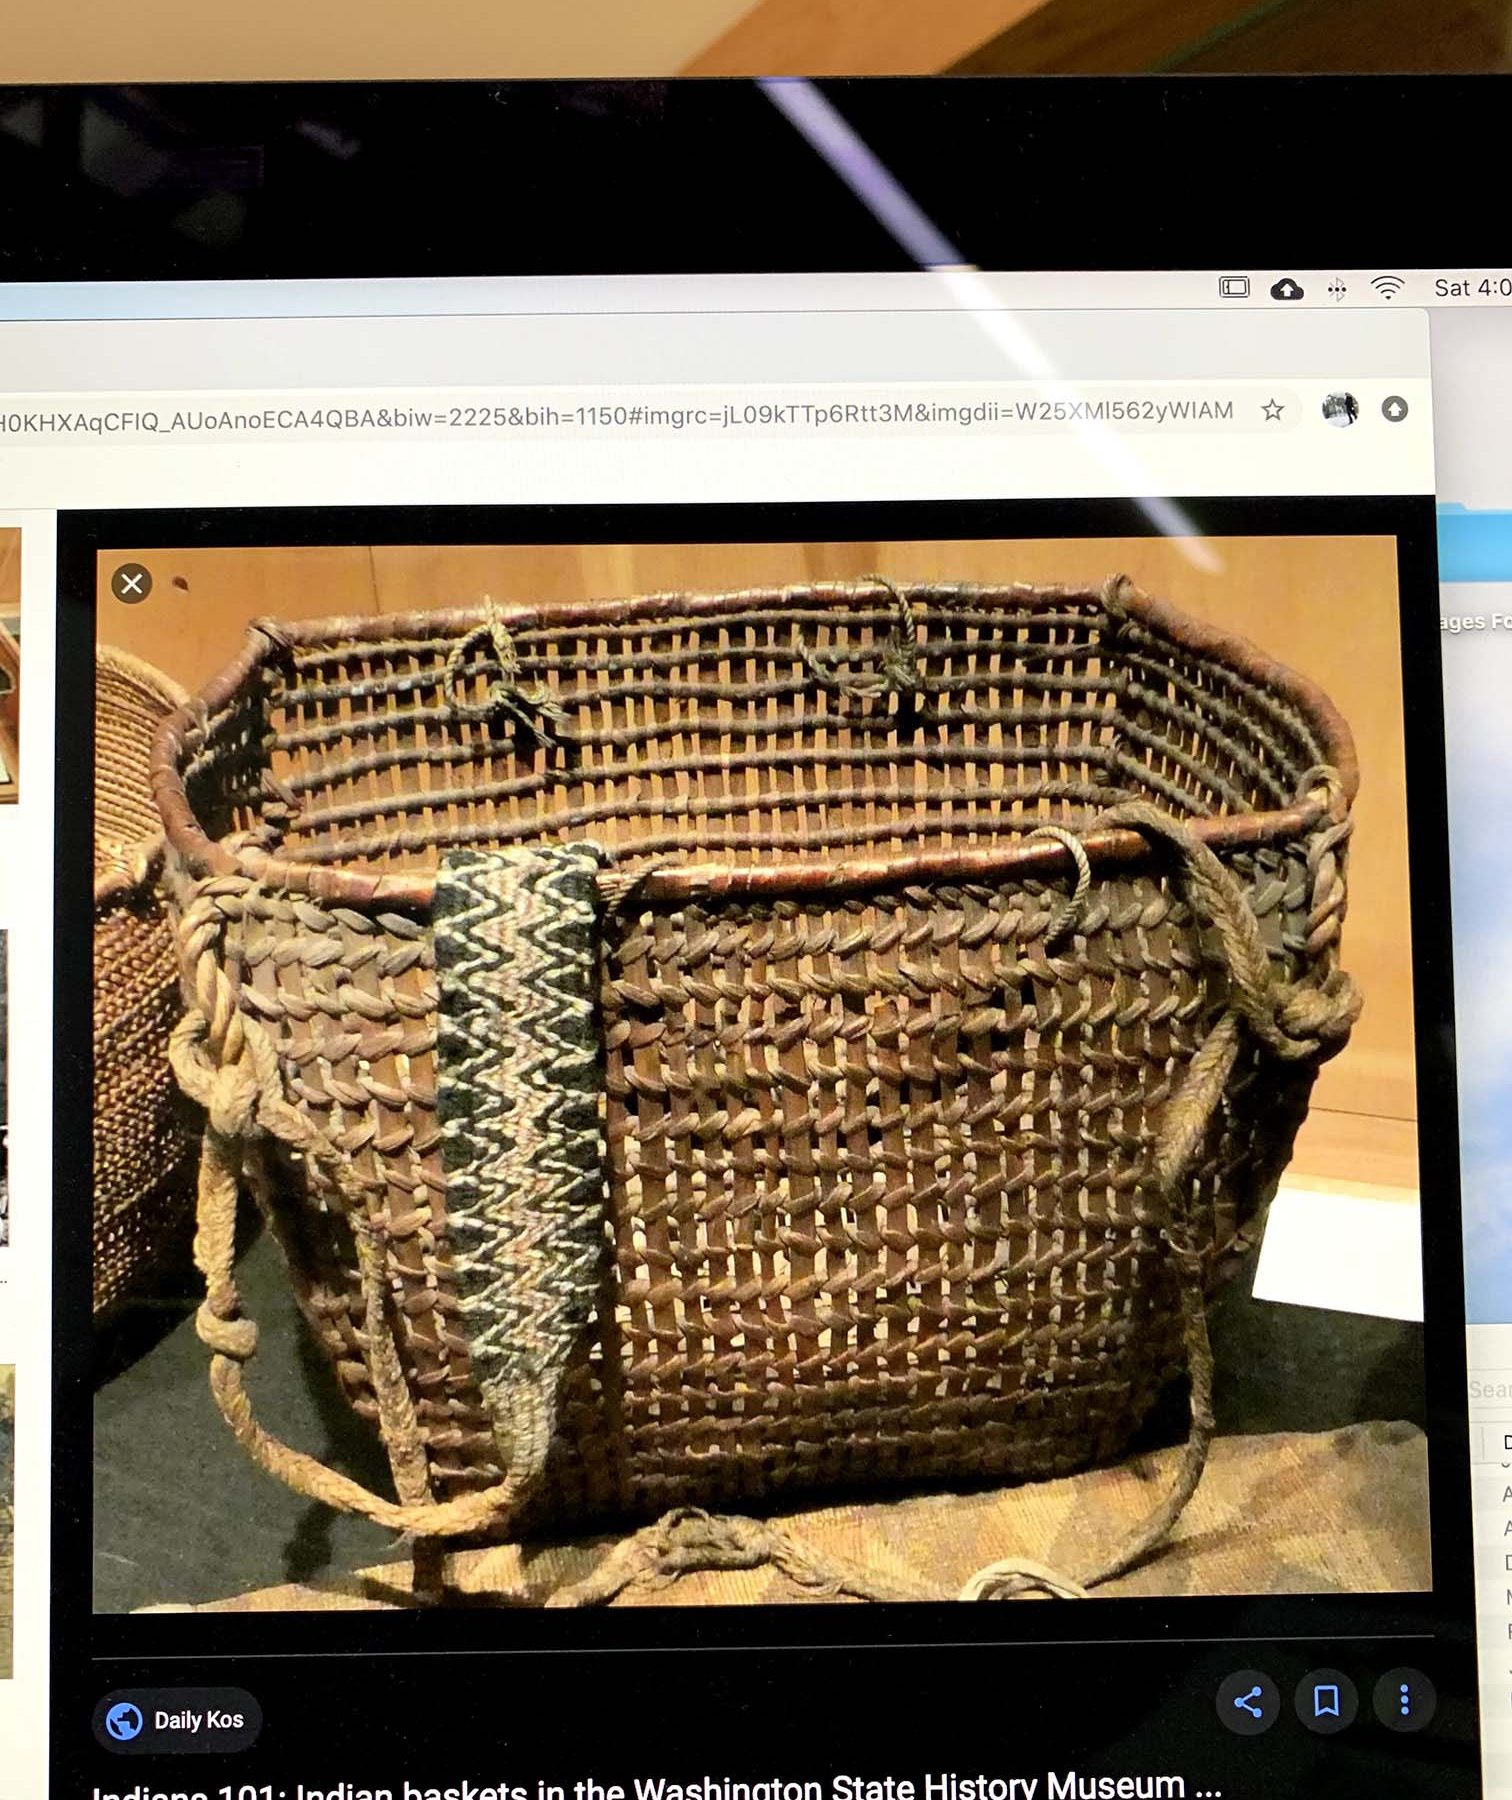 Sat 4:0
H0KHXAqCFIQ_AUoAnoECA4QBA&biw=2225&bih=1150#imgrc=jL09kTTp6Rtt3M&imgdii=W25XMI562yWIAM
ages Fo
Sear
Daily Kos
Indians 101: Indian baskets in the Washington State History Museum ...